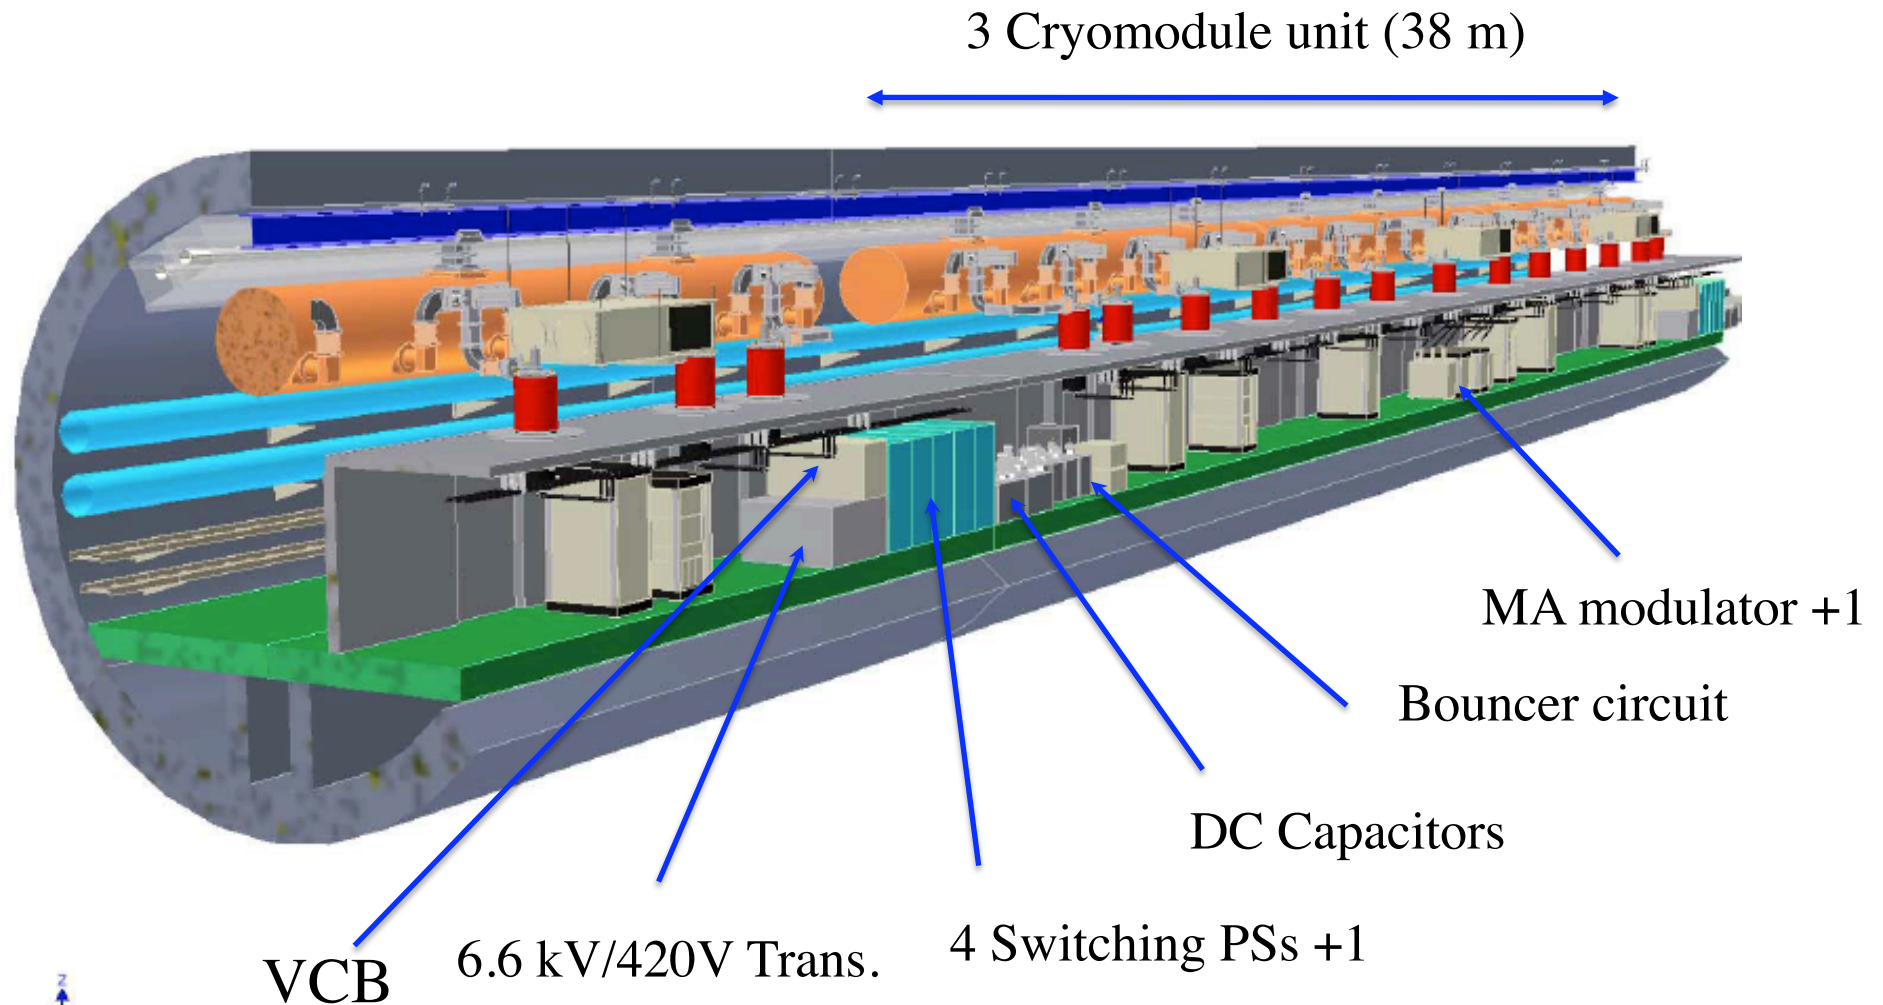 3 Cryomodule unit (38 m)
MA modulator +1
Bouncer circuit
DC Capacitors
4 Switching PSs +1
6.6 kV/420V Trans.
VCB
z